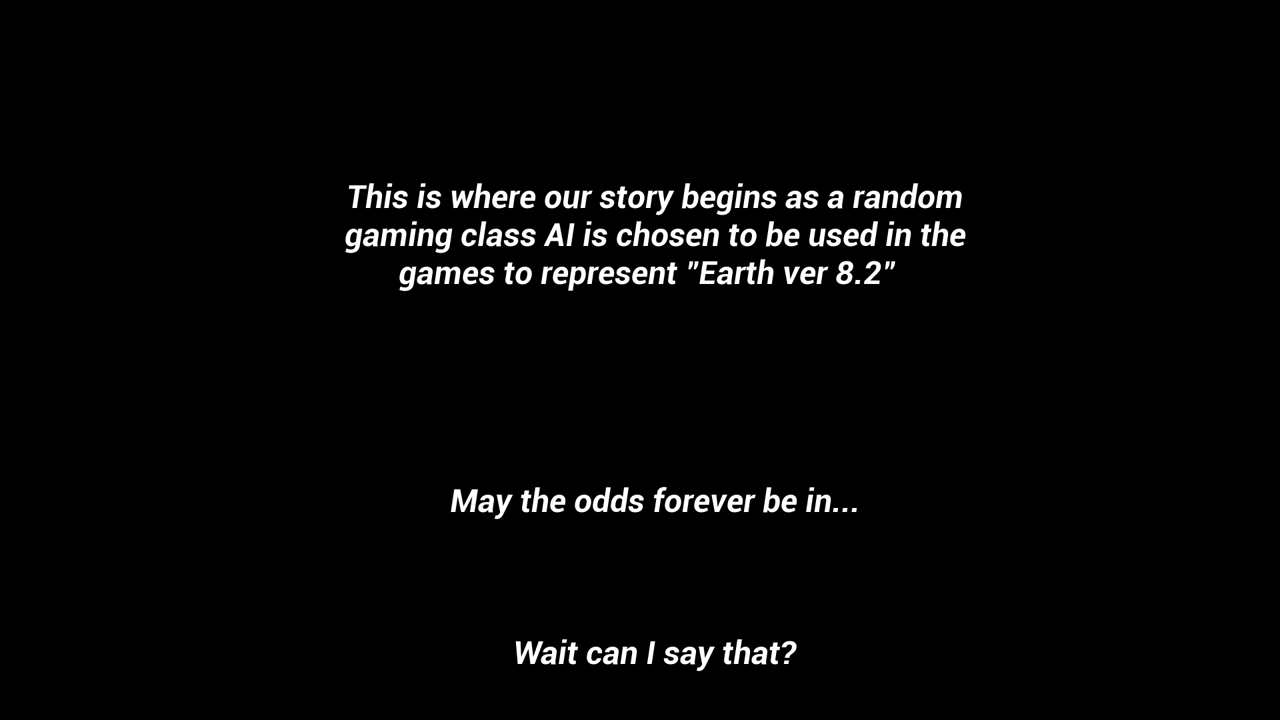 This is where our story begins as a random
gaming class AI is chosen to be used in the
games to represent "Earth ver 8.2"
May the odds forever be in...
Wait can I say that?